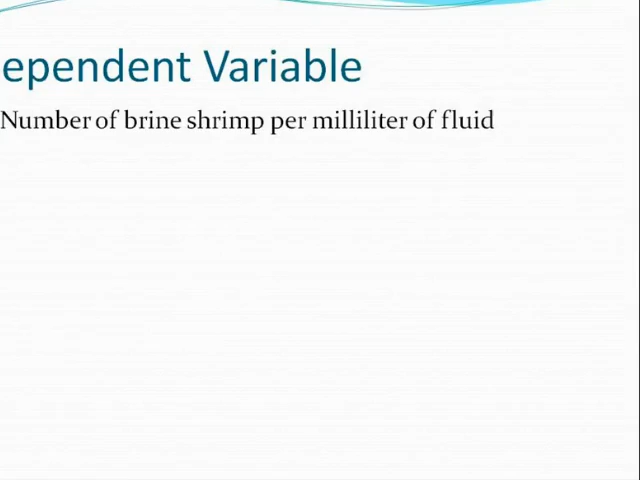 ependent Variable
Number of brine shrimp per milliliter of fluid